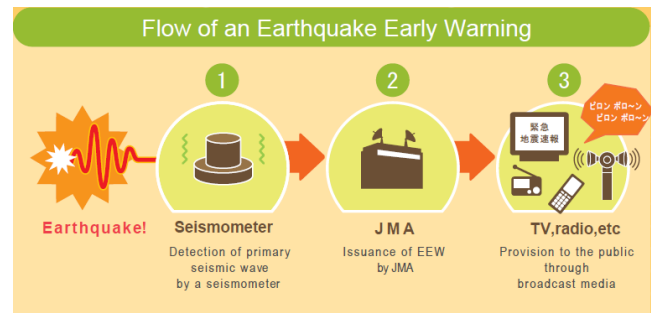 Flow of an Earthquake Early Warning
1
2
3
ピロン ポローン
ピロン ポローン
緊急
地震速報
Earthquake!
Seismometer
Detection of primary
seismic wave
by a seismometer
JMA
Issuance of EEW
by JMA
TV,radio,etc
Provision to the public
through
broadcast media